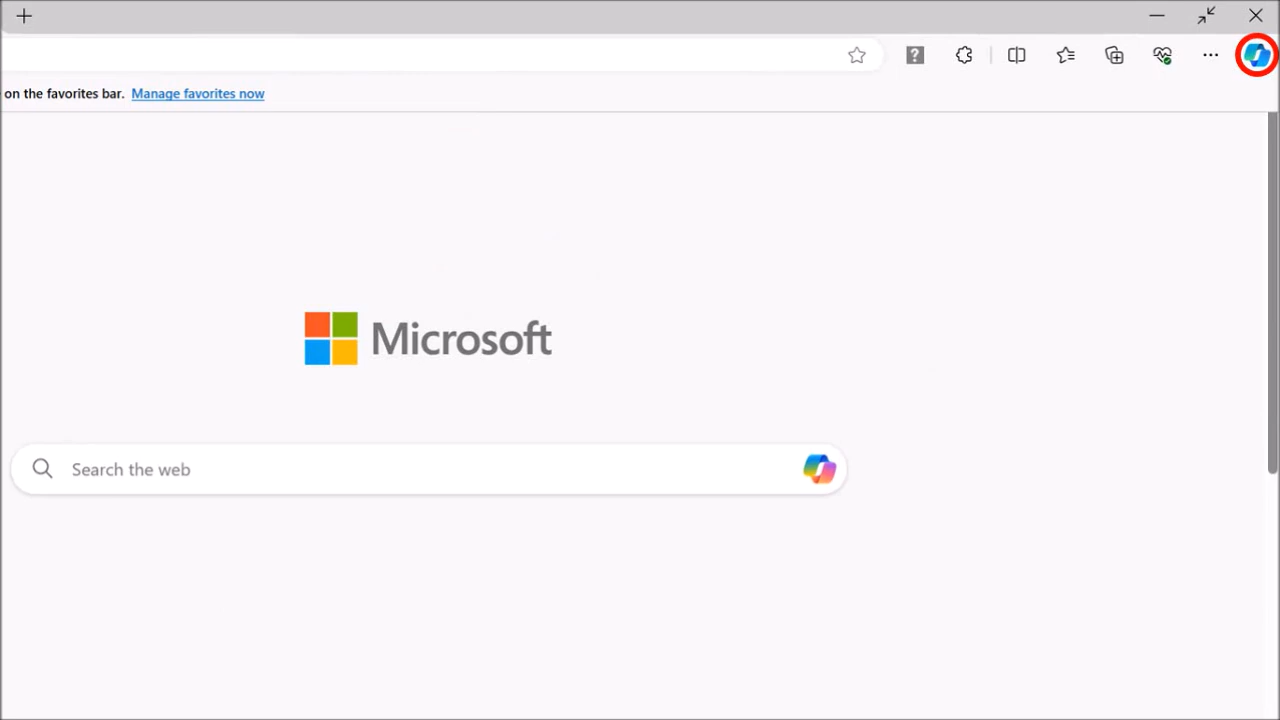 on the favorites bar. Manage favorites now
Microsoft
Search the web